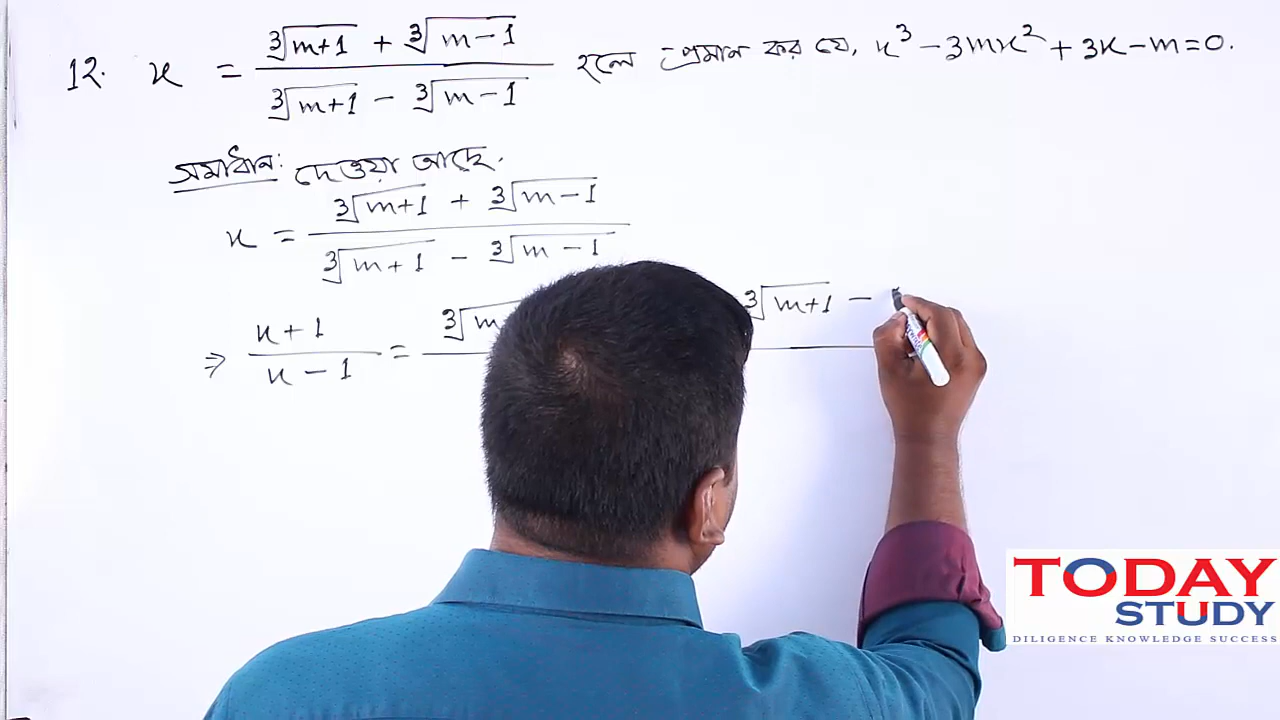 ১২. x = (∛(m+1) + ∛(m-1)) / (∛(m+1) - ∛(m-1)) হলে প্রমাণ কর যে, x³ - 3mx² + 3x - m = 0.
সমাধান: দেওয়া আছে.
x = (∛(m+1) + ∛(m-1)) / (∛(m+1) - ∛(m-1))
⇒ (x+1) / (x-1) = ∛(m+1) -
TODAY
STUDY
DILIGENCE KNOWLEDGE SUCCESS